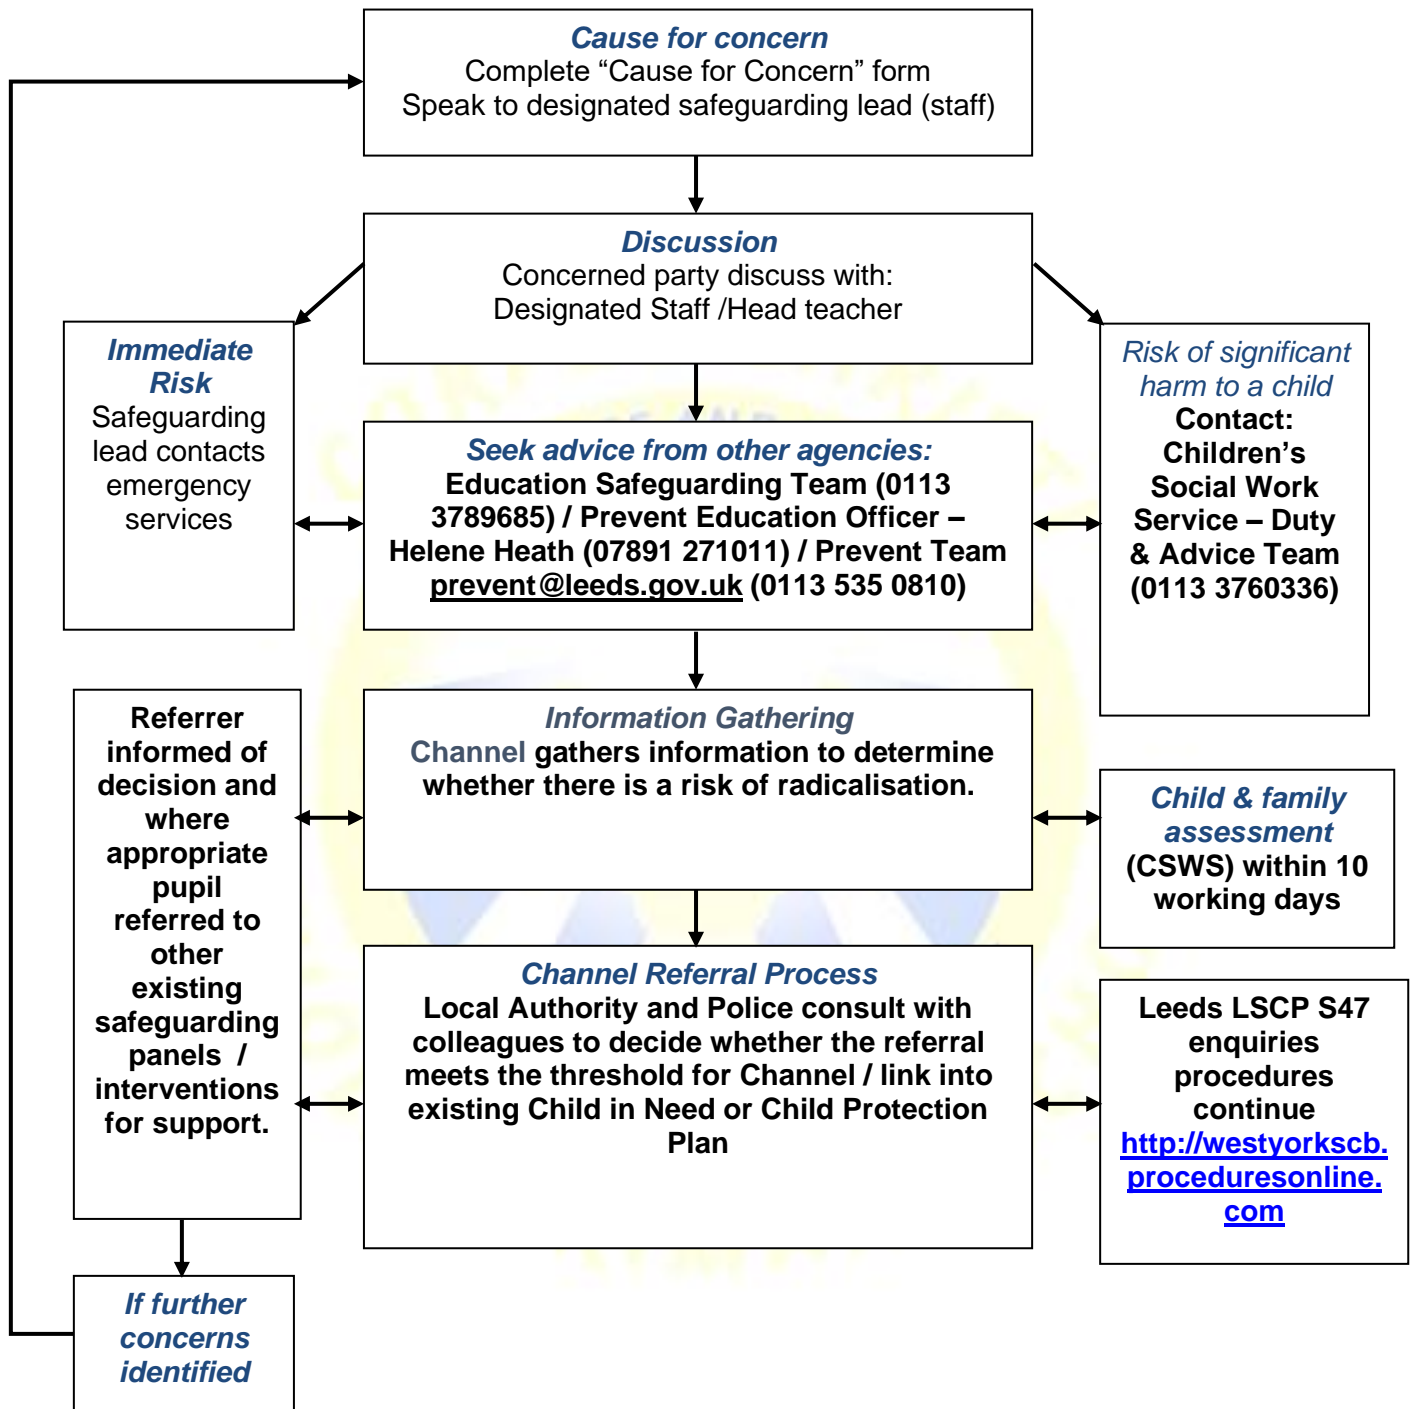 Cause for concern
Complete “Cause for Concern” form
Speak to designated safeguarding lead (staff)
Discussion
Concerned party discuss with:
Designated Staff /Head teacher
Immediate
Risk
Safeguarding
lead contacts
emergency
services
Risk of significant
harm to a child
Contact:
Children’s
Social Work
Service – Duty
& Advice Team
(0113 3760336)
Seek advice from other agencies:
Education Safeguarding Team (0113
3789685) / Prevent Education Officer –
Helene Heath (07891 271011) / Prevent Team
prevent@leeds.gov.uk (0113 535 0810)
Referrer
informed of
decision and
where
appropriate
pupil
referred to
other
existing
safeguarding
panels /
interventions
for support.
Information Gathering
Channel gathers information to determine
whether there is a risk of radicalisation.
Child & family
assessment
(CSWS) within 10
working days
Channel Referral Process
Local Authority and Police consult with
colleagues to decide whether the referral
meets the threshold for Channel / link into
existing Child in Need or Child Protection
Plan
Leeds LSCP S47
enquiries
procedures
continue
http://westyorkscb.
proceduresonline.
com
If further
concerns
identified